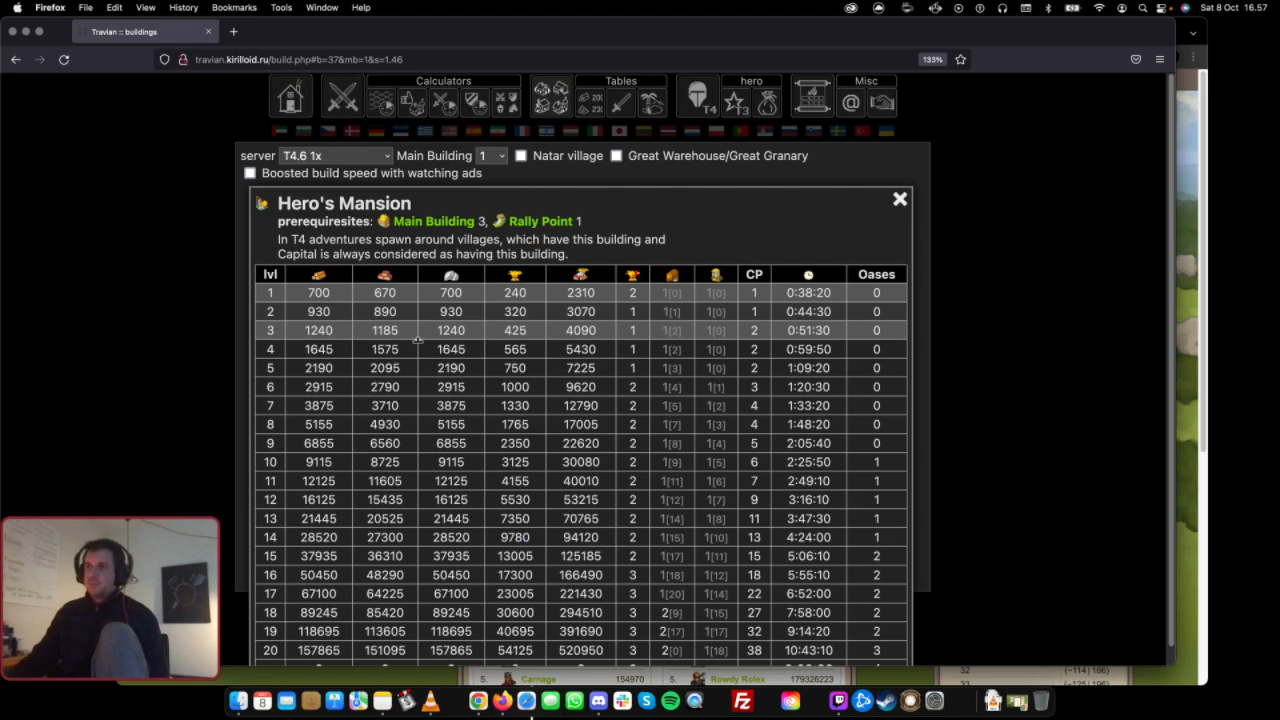 Firefox File Edit View History Bookmarks Tools Window Help Sat 8 Oct 16.57
Travian :: buildings
travian.kirilloid.ru/build.php#b=37&mb=1&s=1.46 133%
Calculators Tables hero Misc
T4 T3
server T4.6 1x Main Building 1 Natar village Great Warehouse/Great Granary
Boosted build speed with watching ads
Hero's Mansion
prerequiresites: Main Building 3, Rally Point 1
In T4 adventures spawn around villages, which have this building and
Capital is always considered as having this building.
lvl CP Oases
1 700 670 700 240 2310 2 1[0] 1[0] 1 0:38:20 0
2 930 890 930 320 3070 1 1[1] 1[0] 1 0:44:30 0
3 1240 1185 1240 425 4090 1 1[2] 1[0] 2 0:51:30 0
4 1645 1575 1645 565 5430 1 1[2] 1[0] 2 0:59:50 0
5 2190 2095 2190 750 7225 1 1[3] 1[0] 2 1:09:20 0
6 2915 2790 2915 1000 9620 2 1[4] 1[1] 3 1:20:30 0
7 3875 3710 3875 1330 12790 2 1[5] 1[2] 4 1:33:20 0
8 5155 4930 5155 1765 17005 2 1[7] 1[3] 4 1:48:20 0
9 6855 6560 6855 2350 22620 2 1[8] 1[4] 5 2:05:40 0
10 9115 8725 9115 3125 30080 2 1[9] 1[5] 6 2:25:50 1
11 12125 11605 12125 4155 40010 2 1[11] 1[6] 7 2:49:10 1
12 16125 15435 16125 5530 53215 2 1[12] 1[7] 9 3:16:10 1
13 21445 20525 21445 7350 70765 2 1[14] 1[8] 11 3:47:30 1
14 28520 27300 28520 9780 94120 2 1[15] 1[10] 13 4:24:00 1
15 37935 36310 37935 13005 125185 2 1[17] 1[11] 15 5:06:10 2
16 50450 48290 50450 17300 166490 3 1[18] 1[12] 18 5:55:10 2
17 67100 64225 67100 23005 221430 3 1[20] 1[14] 22 6:52:00 2
18 89245 85420 89245 30600 294510 3 2[9] 1[15] 27 7:58:00 2
19 118695 113605 118695 40695 391690 3 2[17] 1[17] 32 9:14:20 2
20 157865 151095 157865 54125 520950 3 2[0] 1[18] 38 10:43:10 3
5. Carnage 154970 5. Rowdy Rolex 179326223 32 (-114|166)